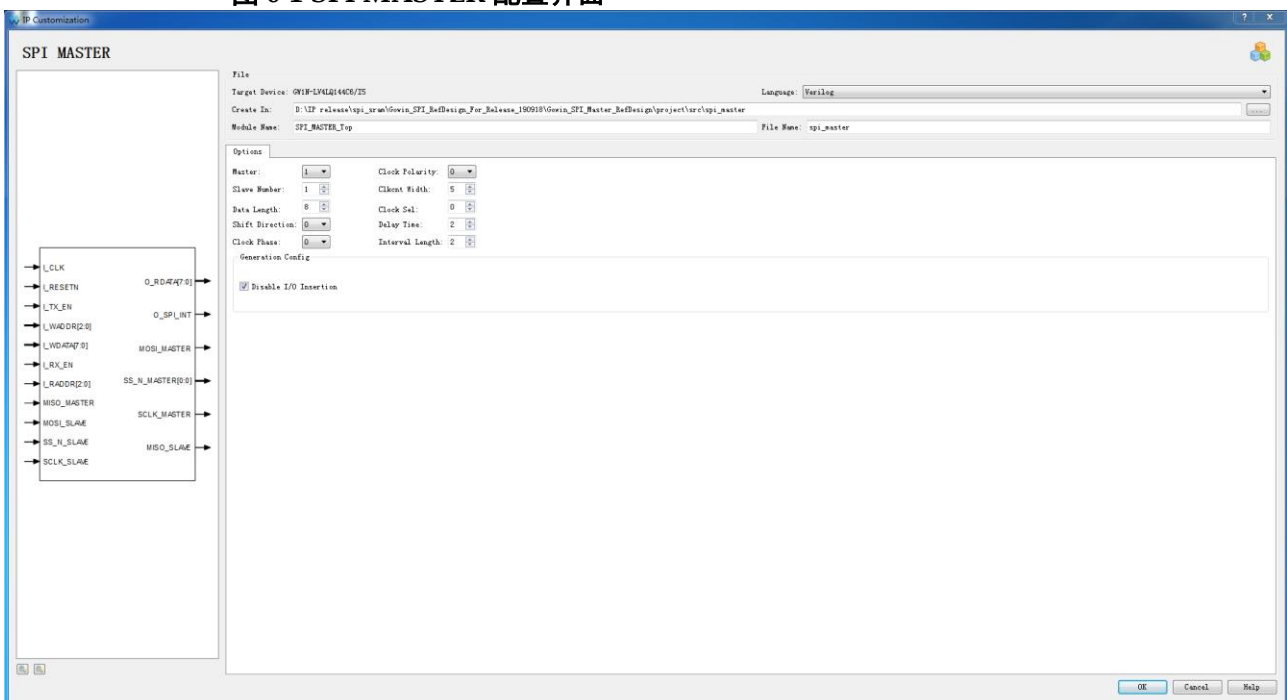 图 6-1 SPI MASTER 配置界面
IP Customization
SPI MASTER
File
Target Device: GW1N-LV4LQ144C6/I5 Language: Verilog
Create In: D:\IP release\spi_sram\Gowin_SPI_RefDesign_For_Release_190918\Gowin_SPI_Master_RefDesign\project\src\spi_master ...
Module Name: SPI_MASTER_Top File Name: spi_master
Options
Master: 1 Clock Polarity: 0
Slave Number: 1 Clkcnt Width: 5
Data Length: 8 Clock Sel: 0
Shift Direction: 0 Delay Time: 2
Clock Phase: 0 Interval Length: 2
Generation Config
Disable I/O Insertion
I_CLK
I_RESETN
I_TX_EN
I_WADDR[2:0]
I_WDATA[7:0]
I_RX_EN
I_RADDR[2:0]
MISO_MASTER
MOSI_SLAVE
SS_N_SLAVE
SCLK_SLAVE
O_RDATA[7:0]
O_SPI_INT
MOSI_MASTER
SS_N_MASTER[0:0]
SCLK_MASTER
MISO_SLAVE
OK Cancel Help